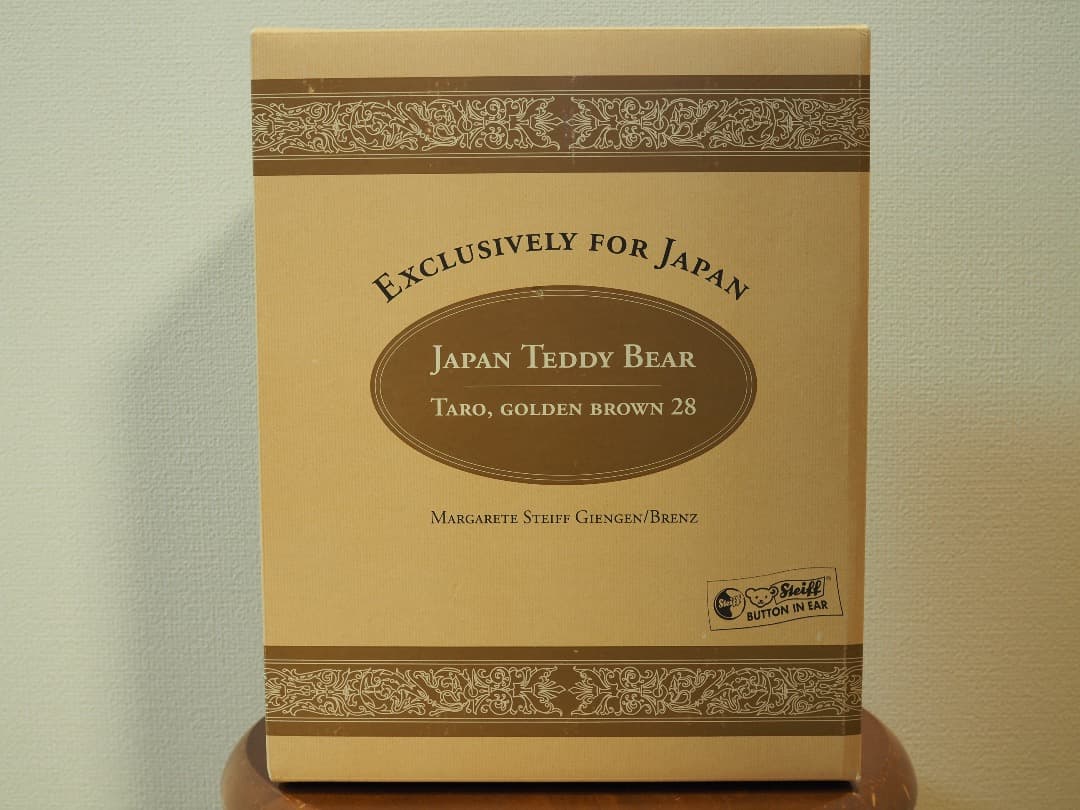 Exclusively for Japan
Japan Teddy Bear
Taro, golden brown 28
Margarete Steiff Giengen/Brenz
Steiff
Steiff®
BUTTON IN EAR